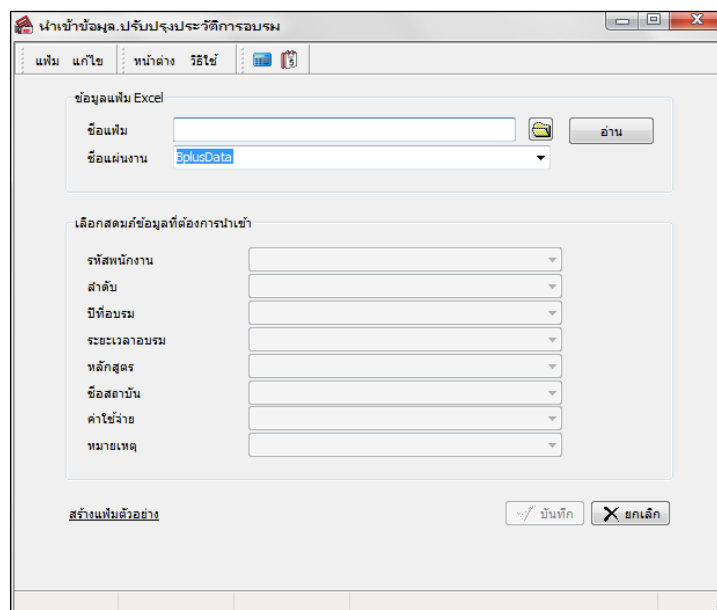 นำเข้าข้อมูล.ปรับปรุงประวัติการอบรม
แฟ้ม แก้ไข หน้าต่าง วิธีใช้
ข้อมูลแฟ้ม Excel
ชื่อแฟ้ม อ่าน
ชื่อแผ่นงาน BplusData
เลือกสดมภ์ข้อมูลที่ต้องการนำเข้า
รหัสพนักงาน
ลำดับ
ปีที่อบรม
ระยะเวลาอบรม
หลักสูตร
ชื่อสถาบัน
ค่าใช้จ่าย
หมายเหตุ
สร้างแฟ้มตัวอย่าง บันทึก ยกเลิก